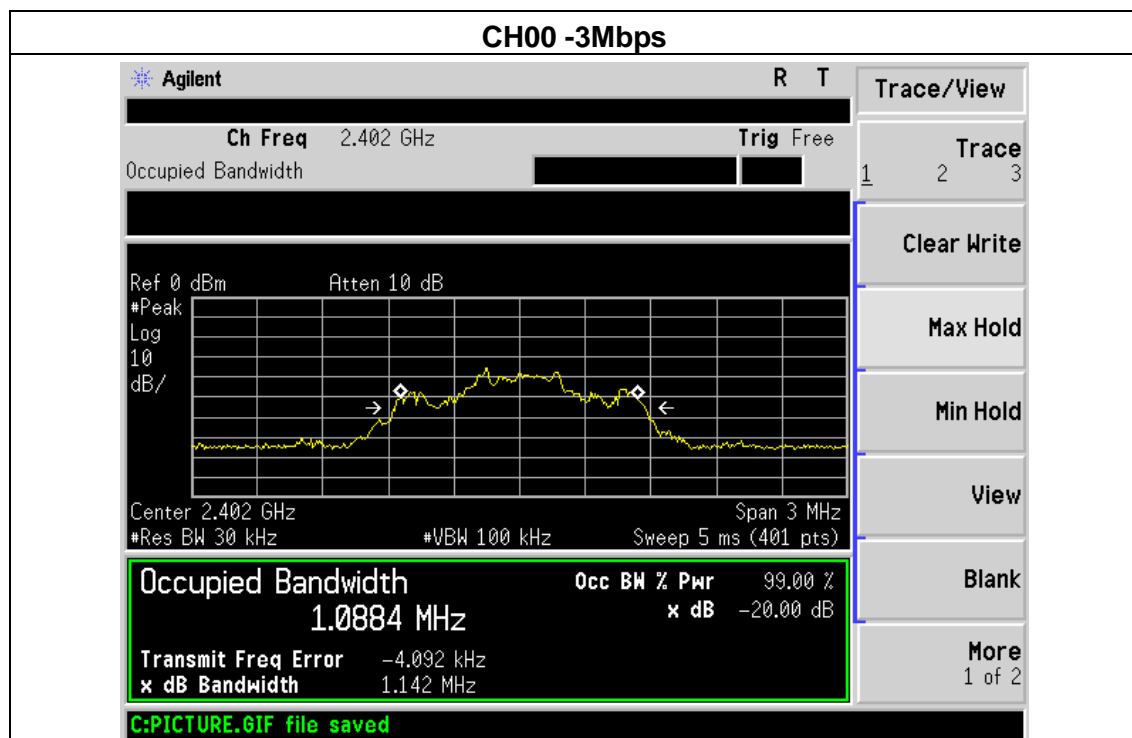 CH00 -3Mbps
Agilent R T
Trace/View
Ch Freq 2.402 GHz Trig Free
Occupied Bandwidth
Trace
1 2 3
Clear Write
Ref 0 dBm Atten 10 dB
#Peak
Log
10
dB/
Max Hold
Min Hold
View
Center 2.402 GHz Span 3 MHz
#Res BW 30 kHz #VBW 100 kHz Sweep 5 ms (401 pts)
Occupied Bandwidth Occ BW % Pwr 99.00 %
1.0884 MHz x dB -20.00 dB
Blank
Transmit Freq Error -4.092 kHz
x dB Bandwidth 1.142 MHz
More
1 of 2
C:PICTURE.GIF file saved